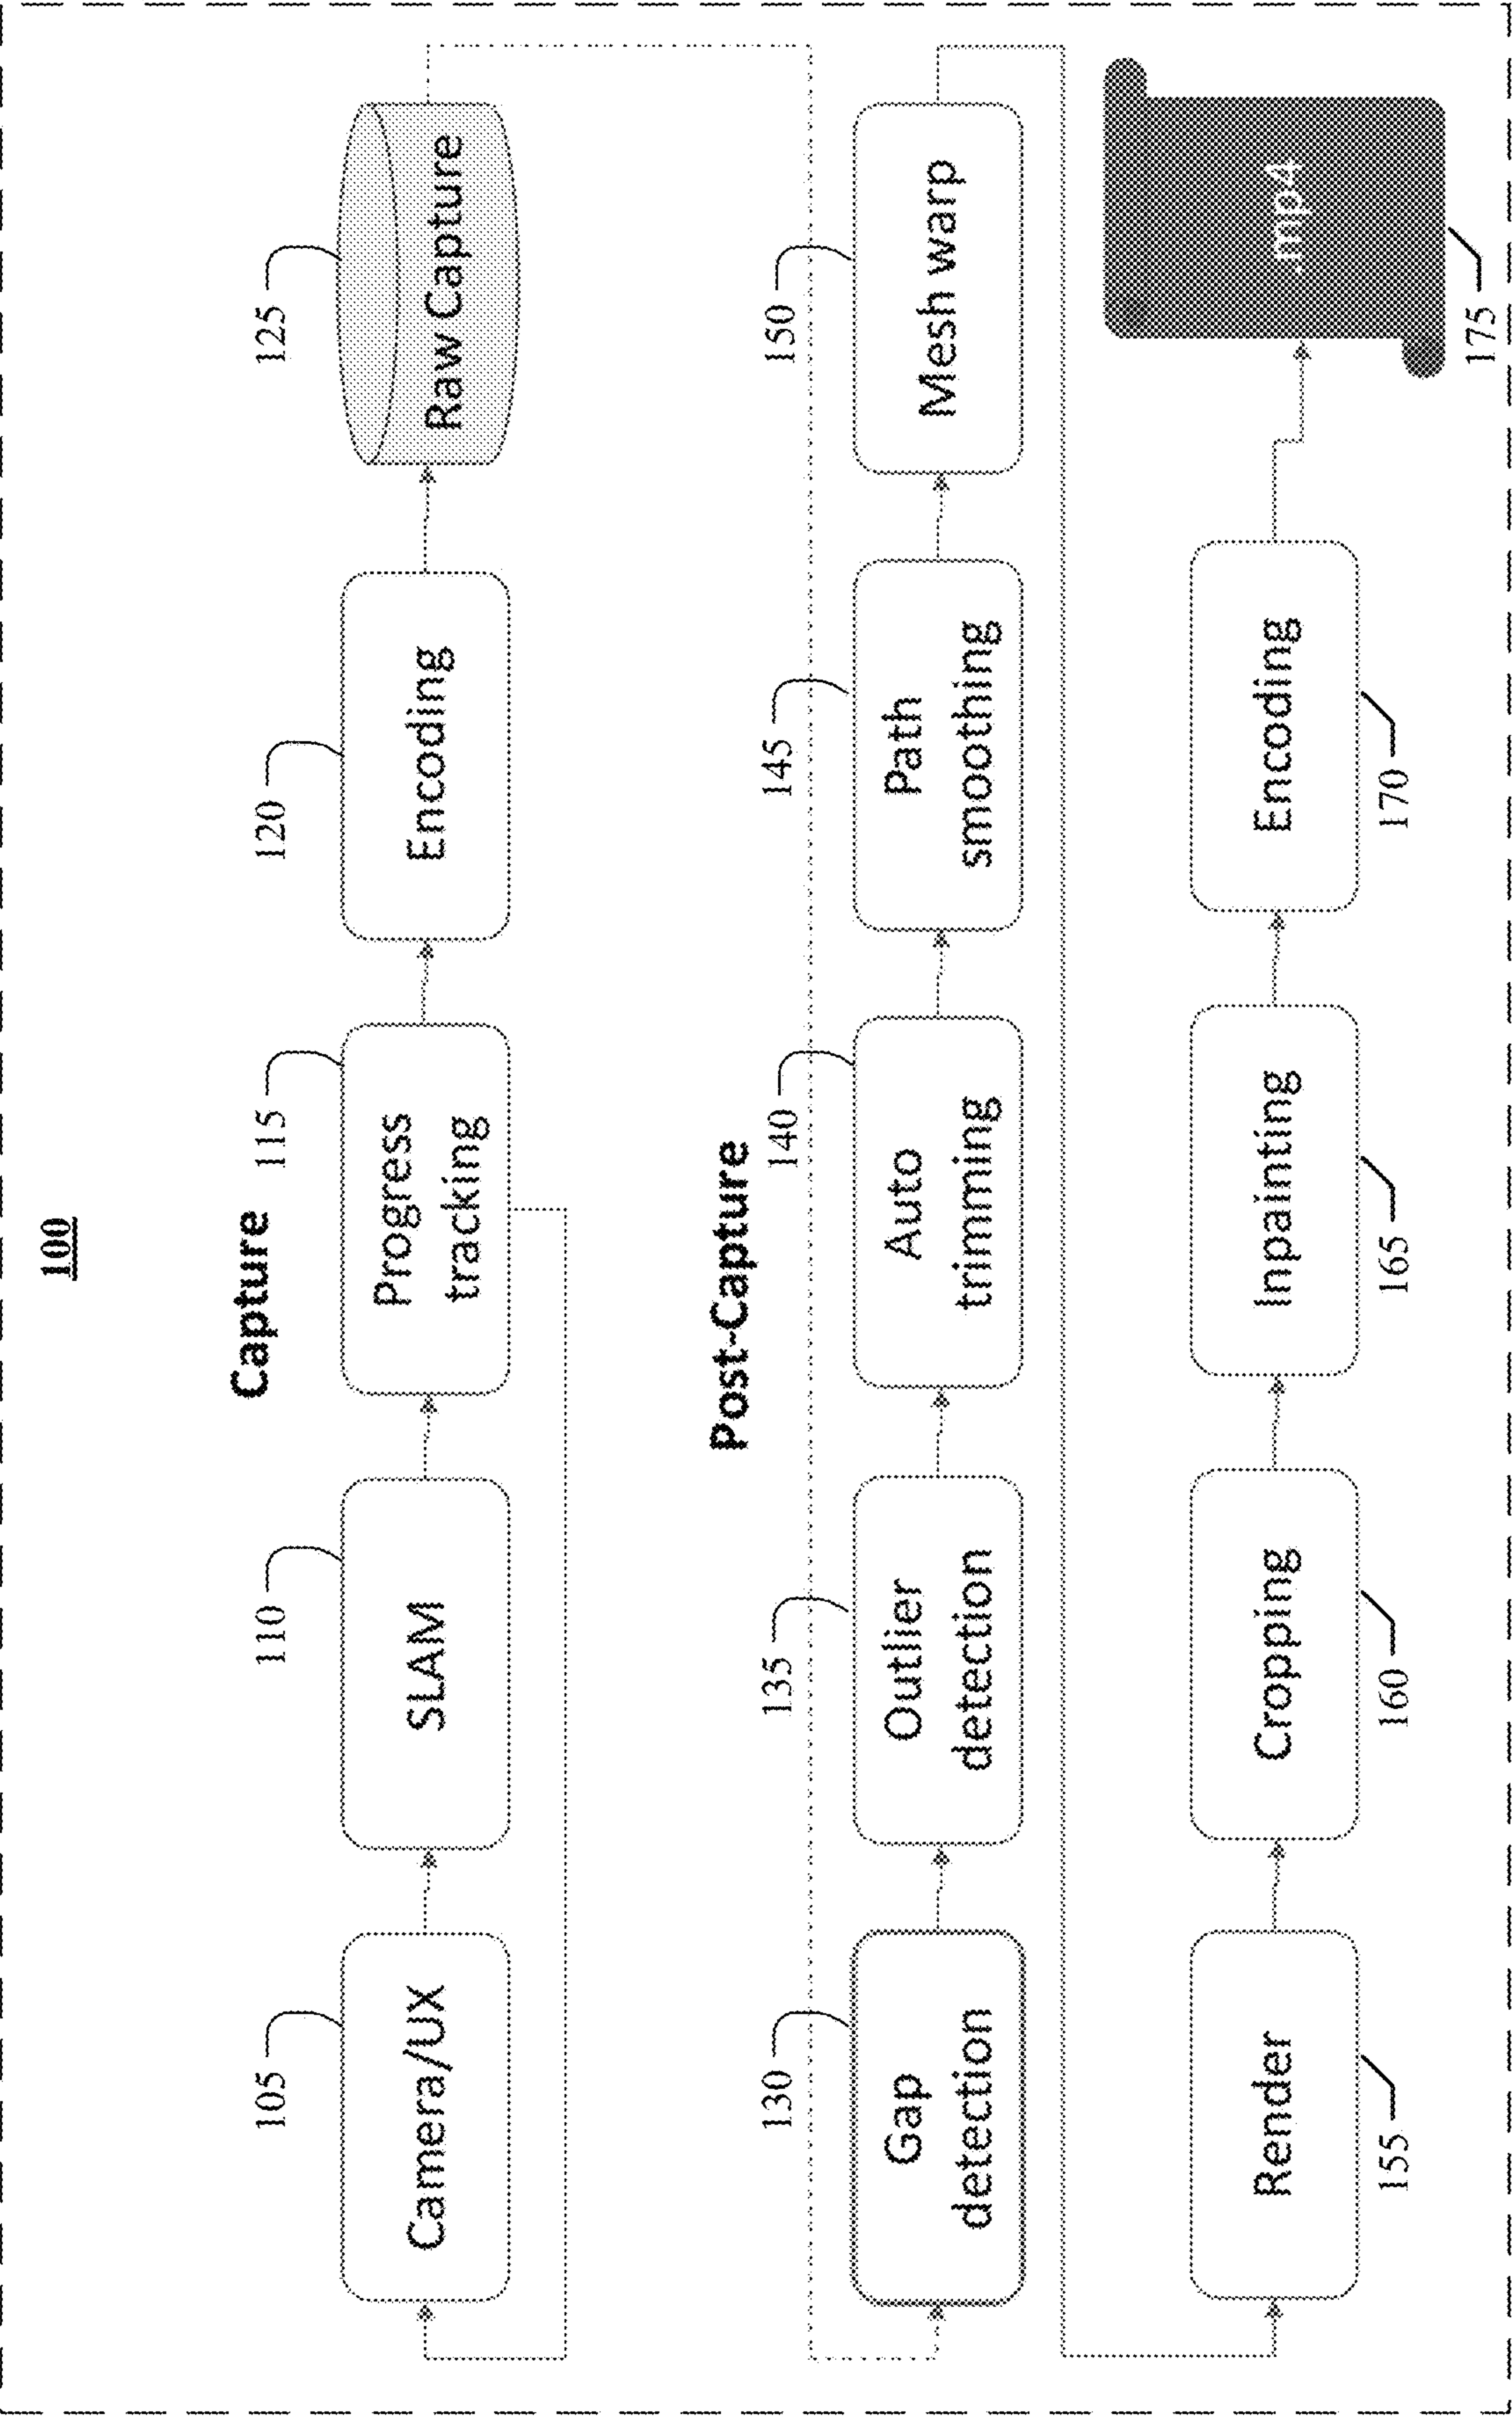 100
Capture
105
110
115
120
125
Camera/UX
SLAM
Progress
tracking
Encoding
Raw Capture
Post-Capture
130
135
140
145
150
Gap
detection
Outlier
detection
Auto
trimming
Path
smoothing
Mesh warp
Render
Cropping
Inpainting
Encoding
.mp4
155
160
165
170
175